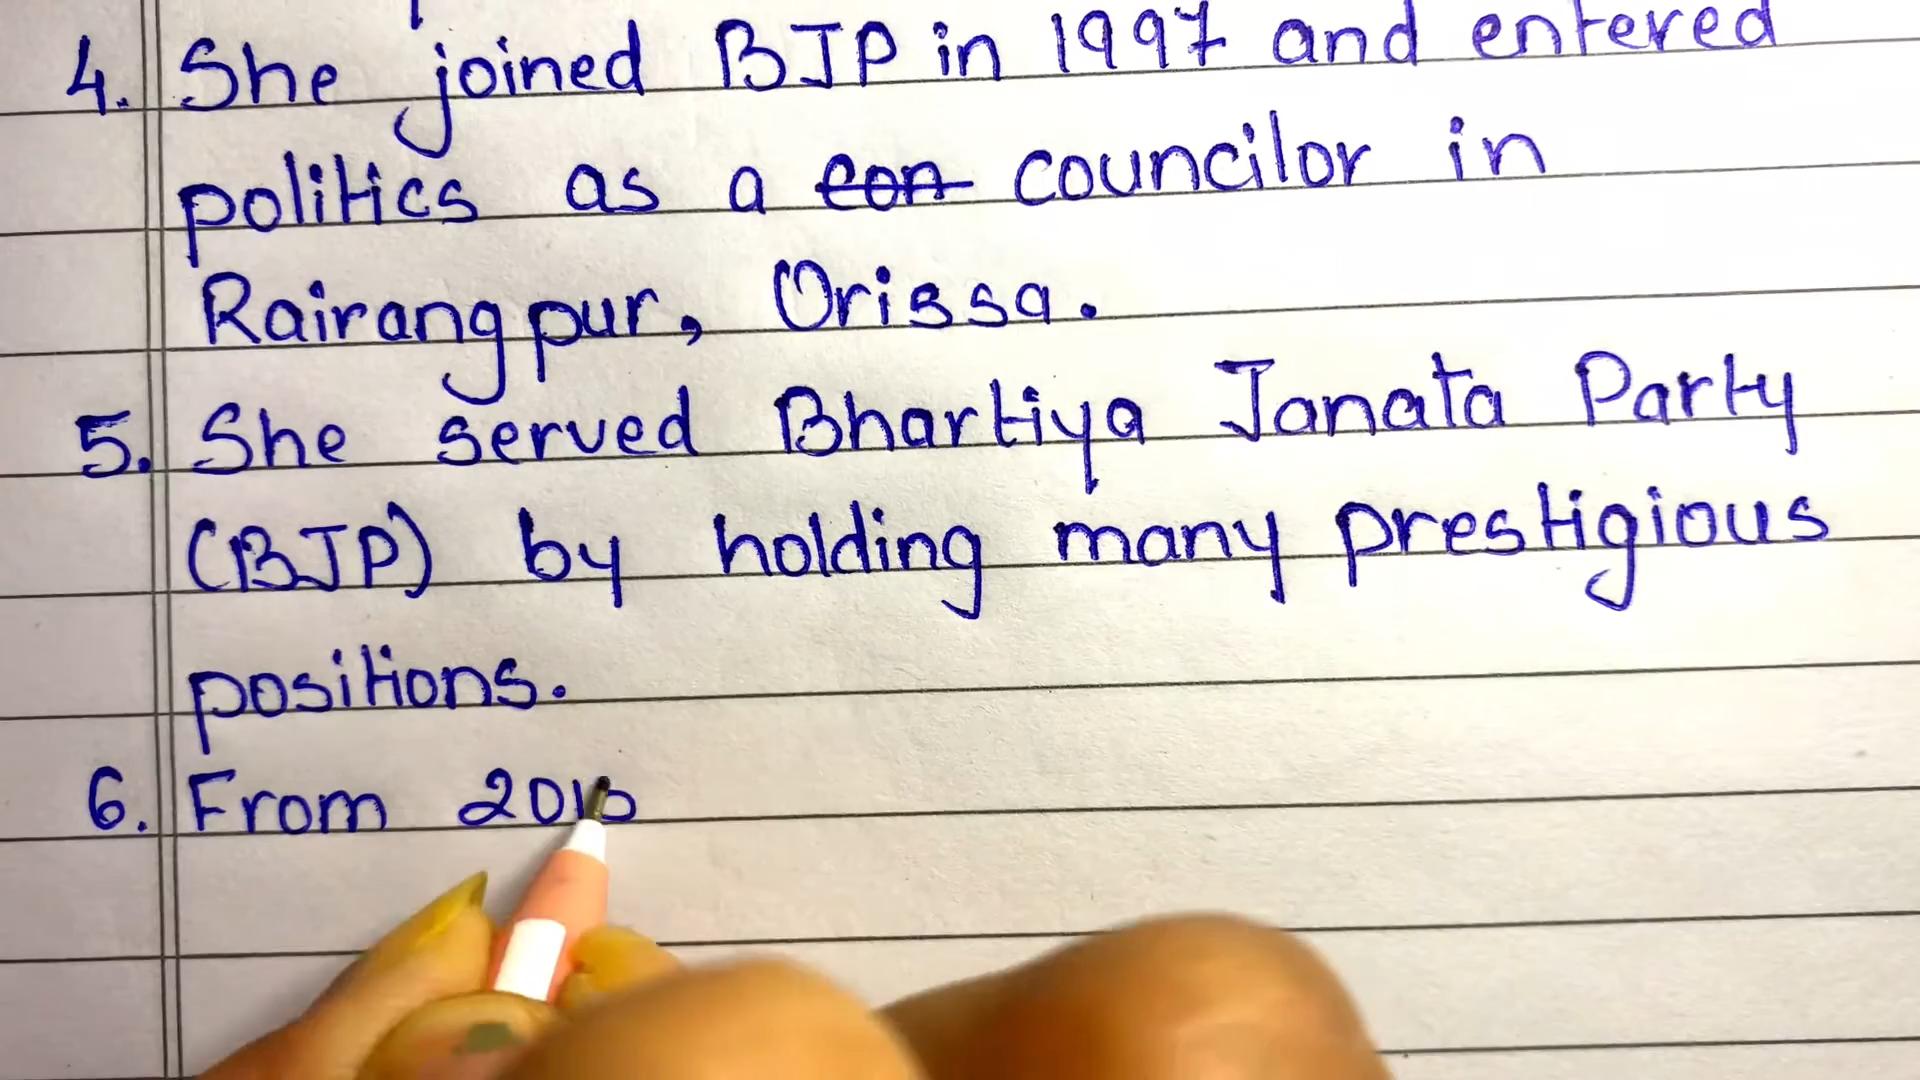 4. She joined BJP in 1997 and entered
politics as a con councilor in
Rairangpur, Orissa.
5. She served Bhartiya Janata Party
(BJP) by holding many prestigious
positions.
6. From